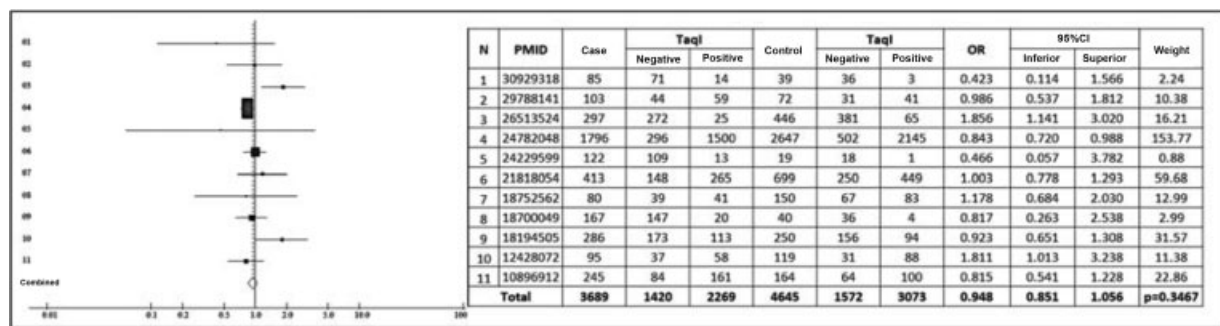 01
02
03
04
05
06
07
08
09
10
11
Combined
0.01 0.1 0.2 0.5 1.0 2.0 5.0 10.0 100
N PMID Case TaqI Control TaqI OR 95%CI Weight
Negative Positive Negative Positive Inferior Superior
1 30929318 85 71 14 39 36 3 0.423 0.114 1.566 2.24
2 29788141 103 44 59 72 31 41 0.986 0.537 1.812 10.38
3 26513524 297 272 25 446 381 65 1.856 1.141 3.020 16.21
4 24782048 1796 296 1500 2647 502 2145 0.843 0.720 0.988 153.77
5 24229599 122 109 13 19 18 1 0.466 0.057 3.782 0.88
6 21818054 413 148 265 699 250 449 1.003 0.778 1.293 59.68
7 18752562 80 39 41 150 67 83 1.178 0.684 2.030 12.99
8 18700049 167 147 20 40 36 4 0.817 0.263 2.538 2.99
9 18194505 286 173 113 250 156 94 0.923 0.651 1.308 31.57
10 12428072 95 37 58 119 31 88 1.811 1.013 3.238 11.38
11 10896912 245 84 161 164 64 100 0.815 0.541 1.228 22.86
Total 3689 1420 2269 4645 1572 3073 0.948 0.851 1.056 p=0.3467